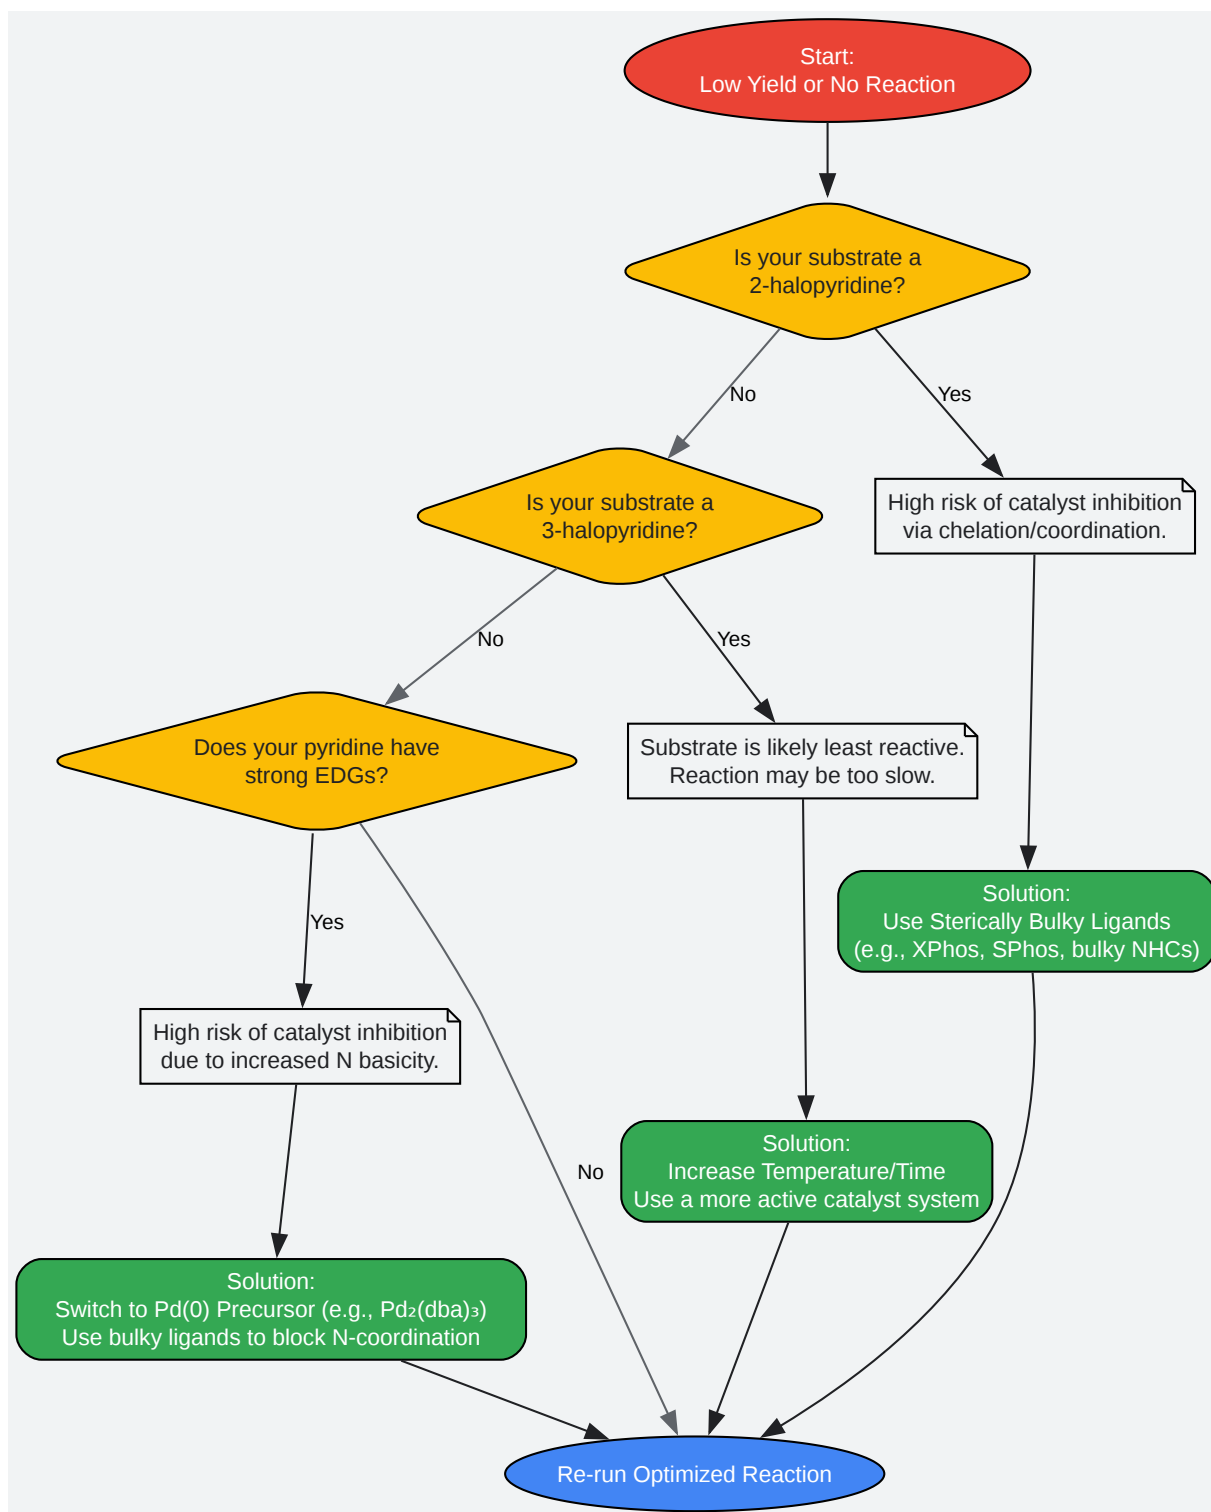 Start:
Low Yield or No Reaction
Is your substrate a
2-halopyridine?
No
Yes
Is your substrate a
3-halopyridine?
High risk of catalyst inhibition
via chelation/coordination.
No
Yes
Does your pyridine have
strong EDGs?
Substrate is likely least reactive.
Reaction may be too slow.
Solution:
Use Sterically Bulky Ligands
(e.g., XPhos, SPhos, bulky NHCs)
Yes
High risk of catalyst inhibition
due to increased N basicity.
No
Solution:
Increase Temperature/Time
Use a more active catalyst system
Solution:
Switch to Pd(0) Precursor (e.g., Pd₂(dba)₃)
Use bulky ligands to block N-coordination
Re-run Optimized Reaction